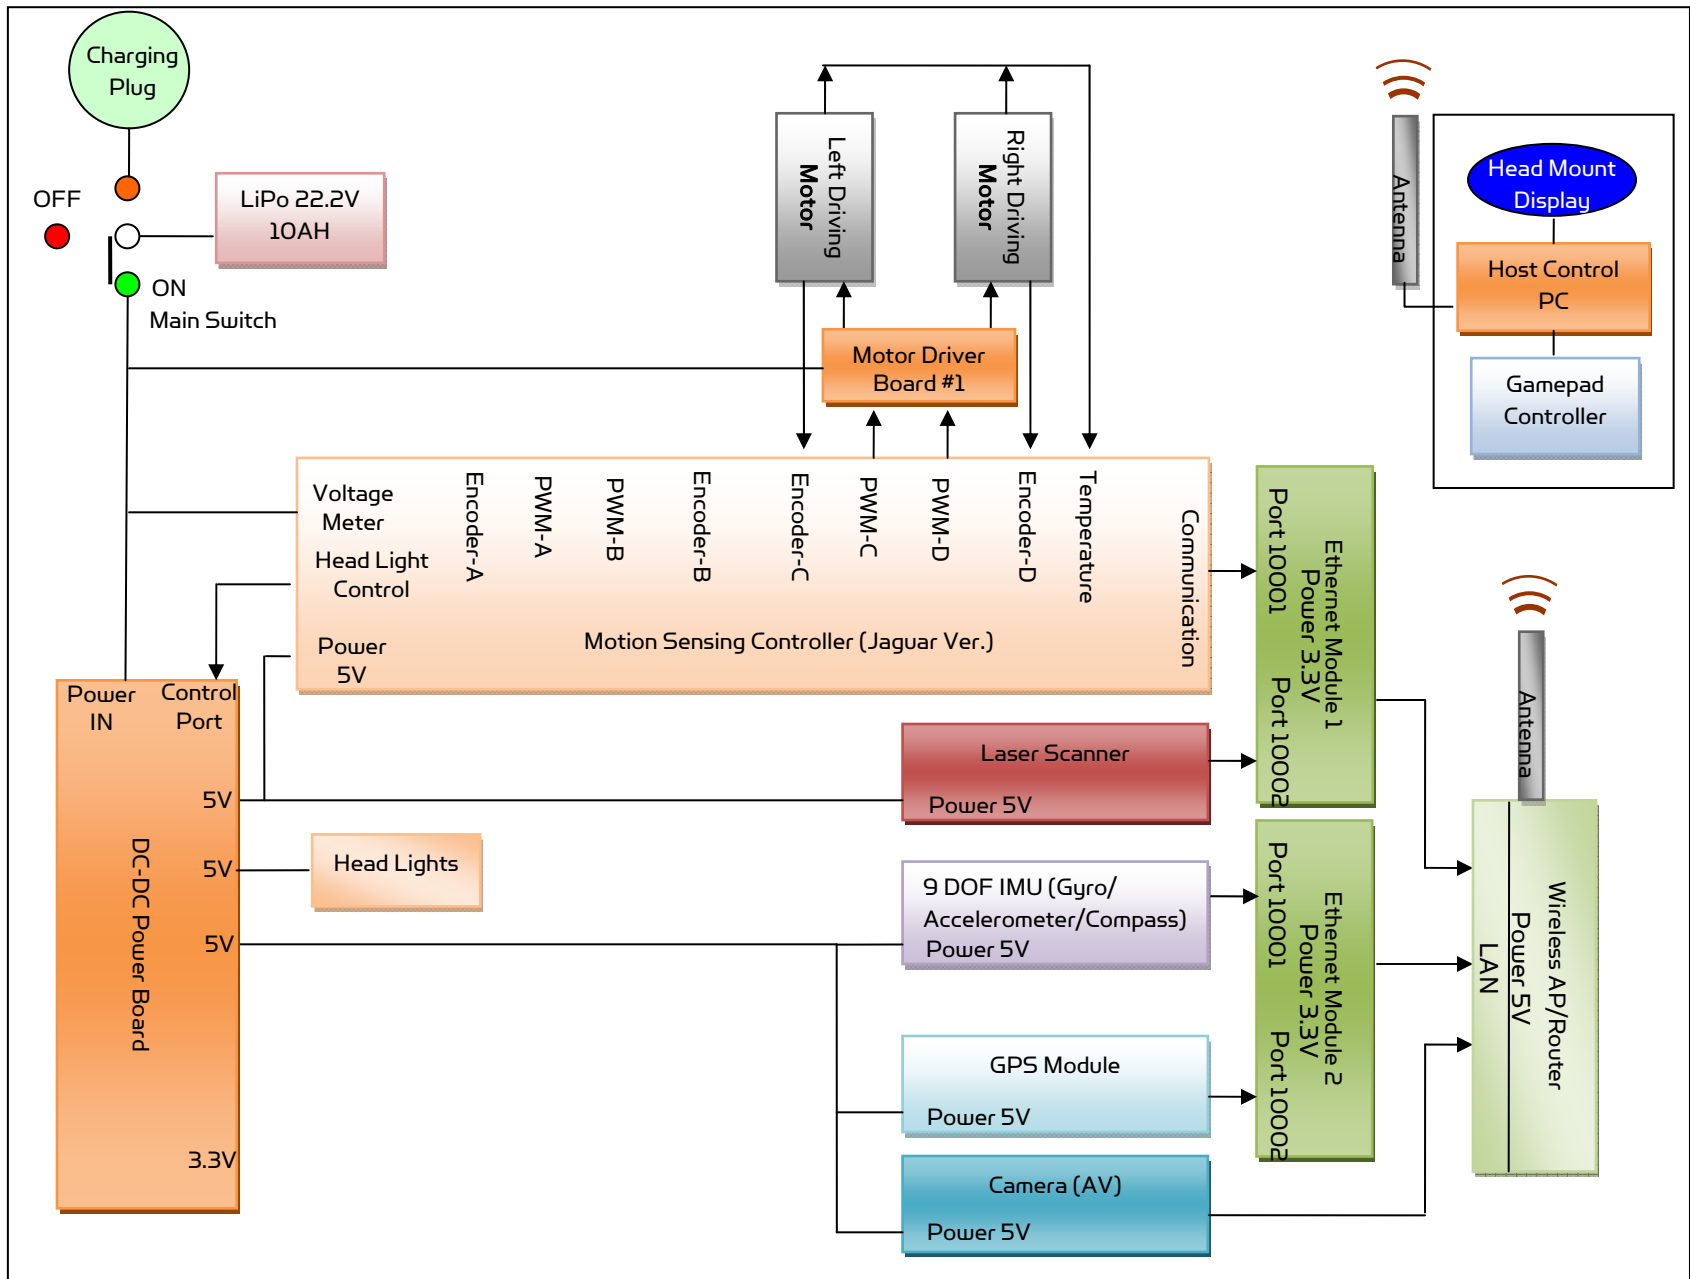 Charging
Plug
OFF
LiPo 22.2V
10AH
ON
Main Switch
Left Driving
Motor
Right Driving
Motor
Motor Driver
Board #1
Antenna
Head Mount
Display
Host Control
PC
Gamepad
Controller
Voltage
Meter
Head Light
Control
Power
5V
Encoder-A
PWM-A
PWM-B
Encoder-B
Encoder-C
PWM-C
PWM-D
Encoder-D
Temperature
Communication
Motion Sensing Controller (Jaguar Ver.)
Port 10001
Port 10002
Ethernet Module 1
Power 3.3V
Power
IN
Control
Port
5V
5V
5V
3.3V
DC-DC Power Board
Head Lights
Laser Scanner
Power 5V
9 DOF IMU (Gyro/
Accelerometer/Compass)
Power 5V
GPS Module
Power 5V
Camera (AV)
Power 5V
Port 10001
Port 10002
Ethernet Module 2
Power 3.3V
Antenna
Wireless AP/Router
Power 5V
LAN